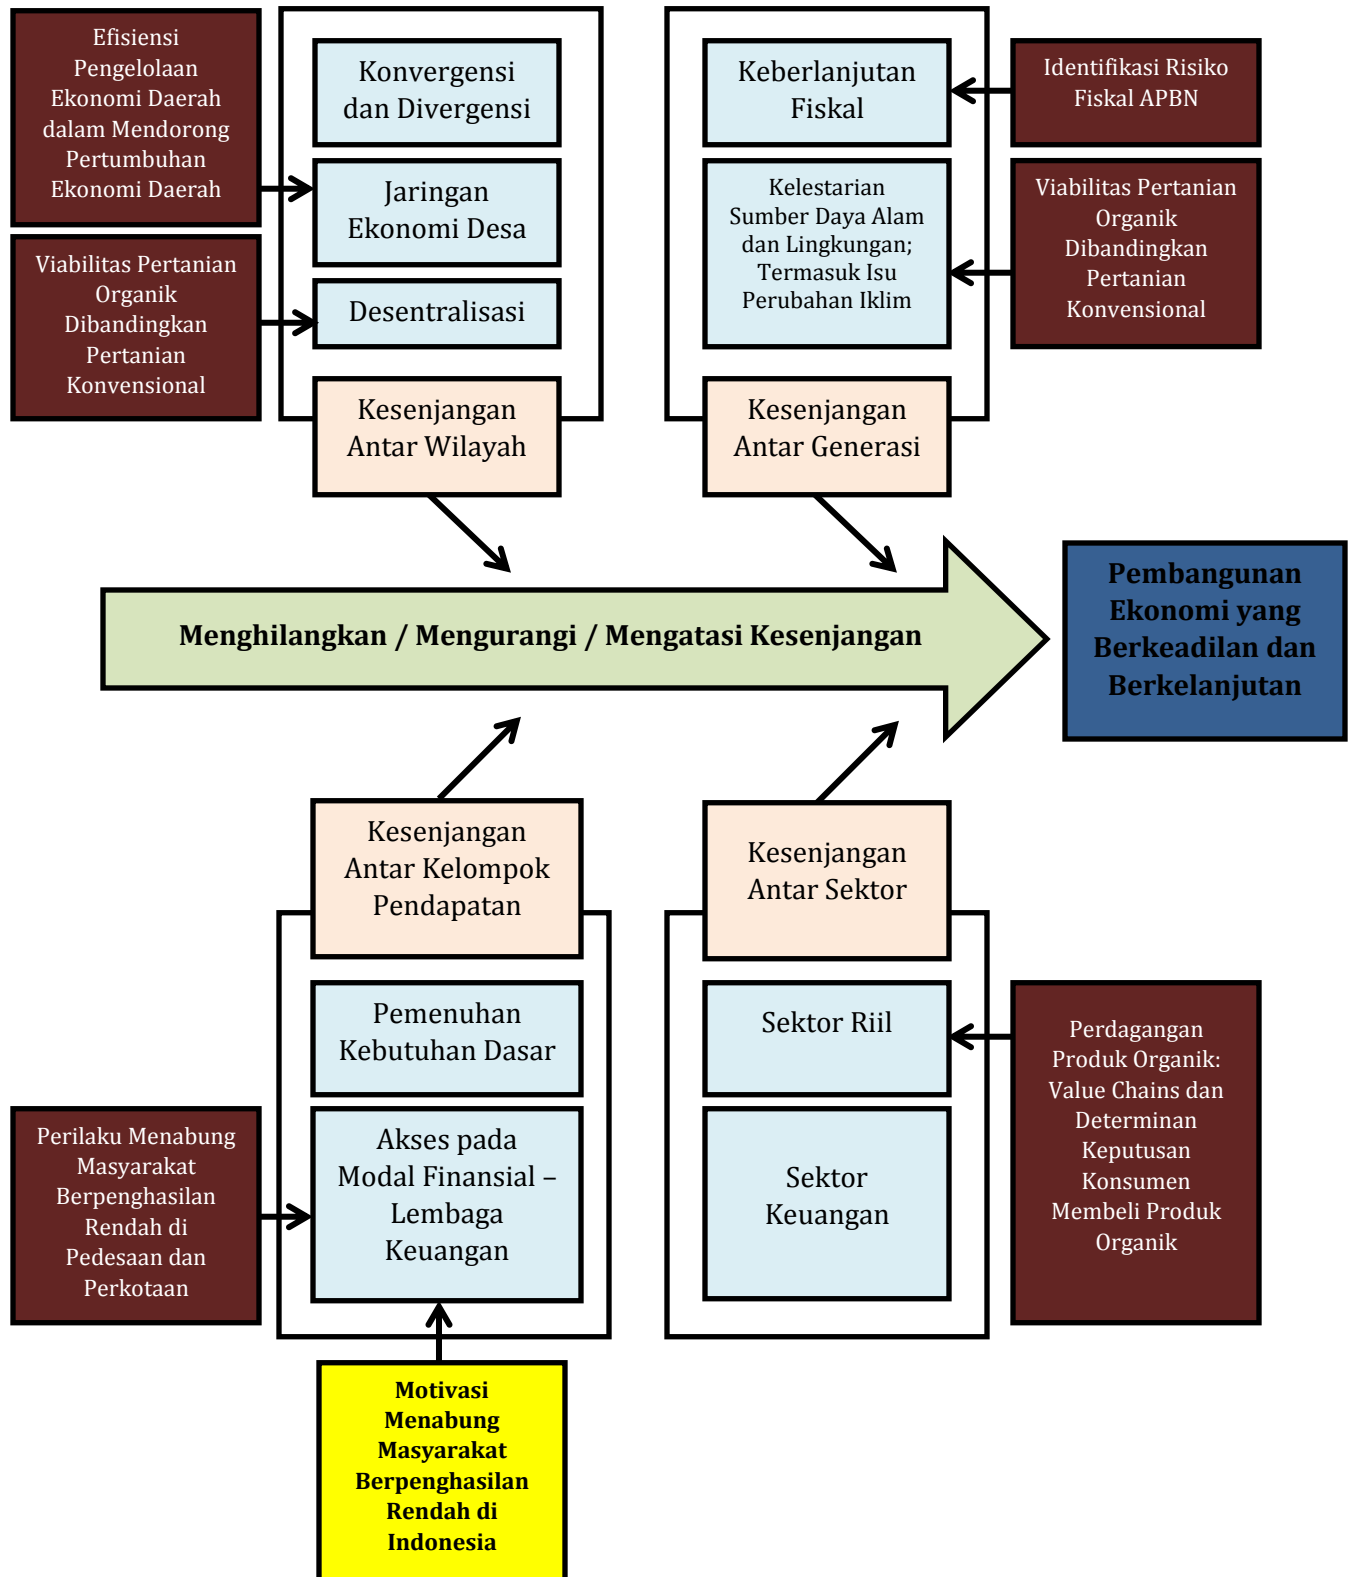 Efisiensi
Pengelolaan
Ekonomi Daerah
dalam Mendorong
Pertumbuhan
Ekonomi Daerah
Viabilitas Pertanian
Organik
Dibandingkan
Pertanian
Konvensional
Konvergensi
dan Divergensi
Jaringan
Ekonomi Desa
Desentralisasi
Kesenjangan
Antar Wilayah
Keberlanjutan
Fiskal
Kelestarian
Sumber Daya Alam
dan Lingkungan;
Termasuk Isu
Perubahan Iklim
Kesenjangan
Antar Generasi
Identifikasi Risiko
Fiskal APBN
Viabilitas Pertanian
Organik
Dibandingkan
Pertanian
Konvensional
Menghilangkan / Mengurangi / Mengatasi Kesenjangan
Pembangunan
Ekonomi yang
Berkeadilan dan
Berkelanjutan
Kesenjangan
Antar Kelompok
Pendapatan
Pemenuhan
Kebutuhan Dasar
Akses pada
Modal Finansial –
Lembaga
Keuangan
Perilaku Menabung
Masyarakat
Berpenghasilan
Rendah di
Pedesaan dan
Perkotaan
Motivasi
Menabung
Masyarakat
Berpenghasilan
Rendah di
Indonesia
Kesenjangan
Antar Sektor
Sektor Riil
Sektor
Keuangan
Perdagangan
Produk Organik:
Value Chains dan
Determinan
Keputusan
Konsumen
Membeli Produk
Organik